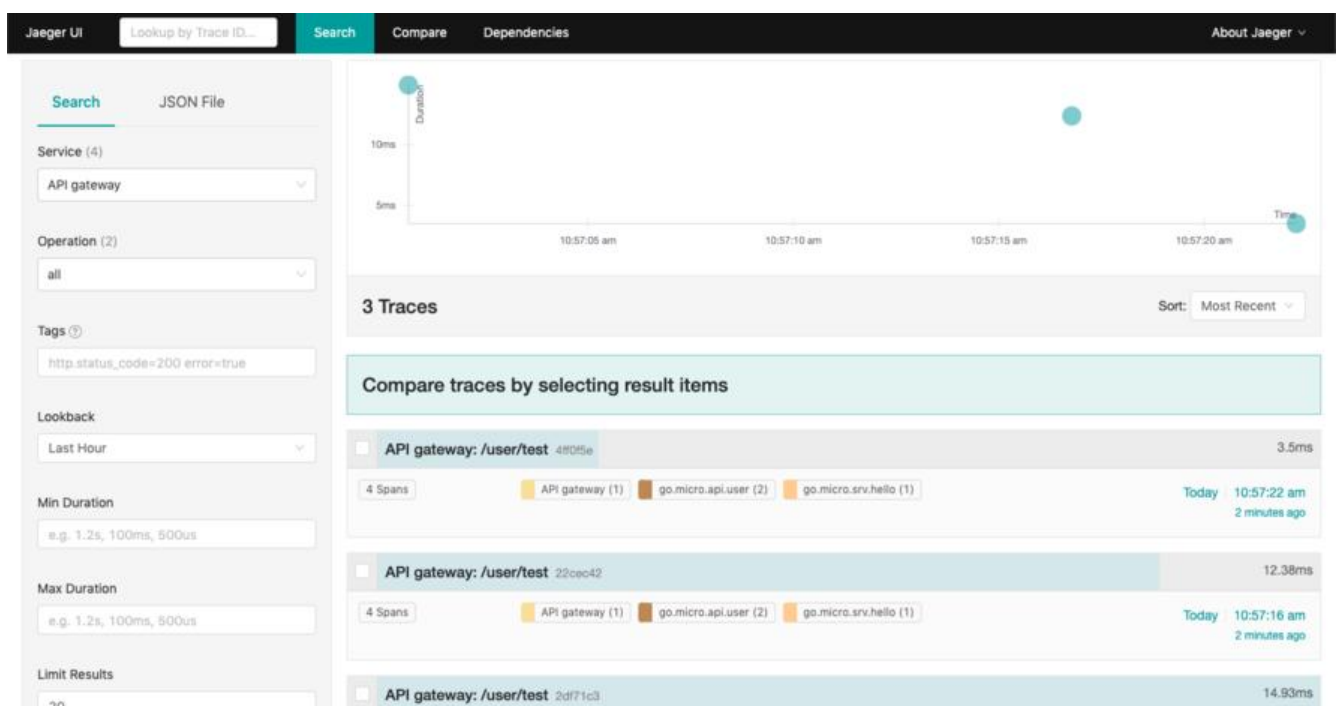 Jaeger UI Lookup by Trace ID... Search Compare Dependencies About Jaeger
Search JSON File
Service (4)
API gateway
Operation (2)
all
Tags ?
http.status_code=200 error=true
Lookback
Last Hour
Min Duration
e.g. 1.2s, 100ms, 500us
Max Duration
e.g. 1.2s, 100ms, 500us
Limit Results
20
Duration
10ms
5ms
Time
10:57:05 am 10:57:10 am 10:57:15 am 10:57:20 am
3 Traces Sort: Most Recent
Compare traces by selecting result items
API gateway: /user/test 4ff0f5e 3.5ms
4 Spans API gateway (1) go.micro.api.user (2) go.micro.srv.hello (1) Today 10:57:22 am
2 minutes ago
API gateway: /user/test 22cec42 12.38ms
4 Spans API gateway (1) go.micro.api.user (2) go.micro.srv.hello (1) Today 10:57:16 am
2 minutes ago
API gateway: /user/test 2df71c3 14.93ms